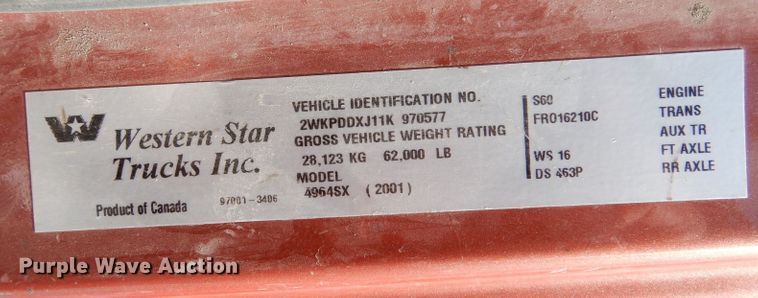 Western Star
Trucks Inc.
Product of Canada
97001-3406
VEHICLE IDENTIFICATION NO.
2WKPDDXJ11K 970577
GROSS VEHICLE WEIGHT RATING
28,123 KG 62,000 LB
MODEL
4964SX (2001)
S60 ENGINE
FRO16210C TRANS
AUX TR
WS 16 FT AXLE
DS 463P RR AXLE
Purple Wave Auction